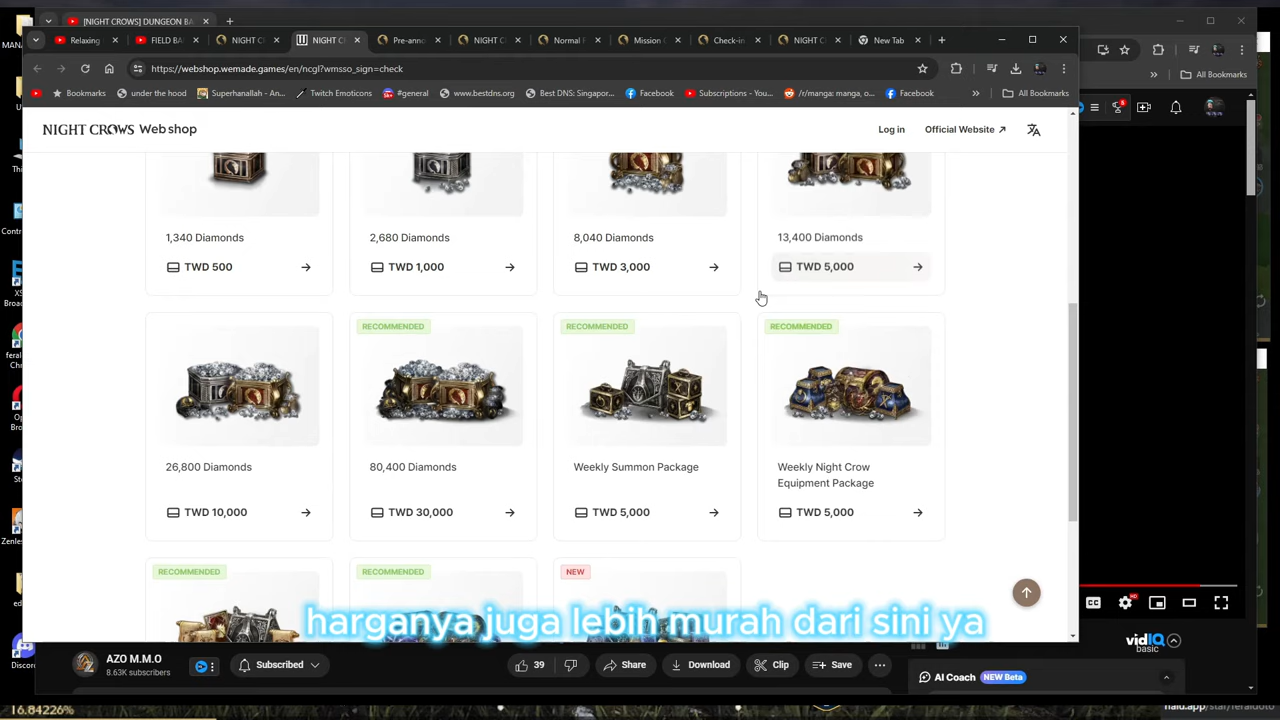 [NIGHT CROWS] DUNGEON BA
Relaxing
FIELD BA
NIGHT C
NIGHT C
Pre-anno
NIGHT C
Normal P
Mission C
Check-in
NIGHT C
New Tab
https://webshop.wemade.games/en/ncgl?wmsso_sign=check
Bookmarks
under the hood
Superhanallah - An...
Twitch Emoticons
#general
www.bestdns.org
Best DNS: Singapor...
Facebook
Subscriptions - You...
r/manga: manga, o...
Facebook
All Bookmarks
All Bookmarks
NIGHT CROWS Web shop
Log in
Official Website
1,340 Diamonds
2,680 Diamonds
8,040 Diamonds
13,400 Diamonds
TWD 500
TWD 1,000
TWD 3,000
TWD 5,000
RECOMMENDED
RECOMMENDED
RECOMMENDED
26,800 Diamonds
80,400 Diamonds
Weekly Summon Package
Weekly Night Crow
Equipment Package
TWD 10,000
TWD 30,000
TWD 5,000
TWD 5,000
RECOMMENDED
RECOMMENDED
NEW
harganya juga lebih murah dari sini ya
vidIQ
basic
AZO M.M.O
8.63K subscribers
Subscribed
39
Share
Download
Clip
Save
AI Coach
NEW Beta
16.84226%